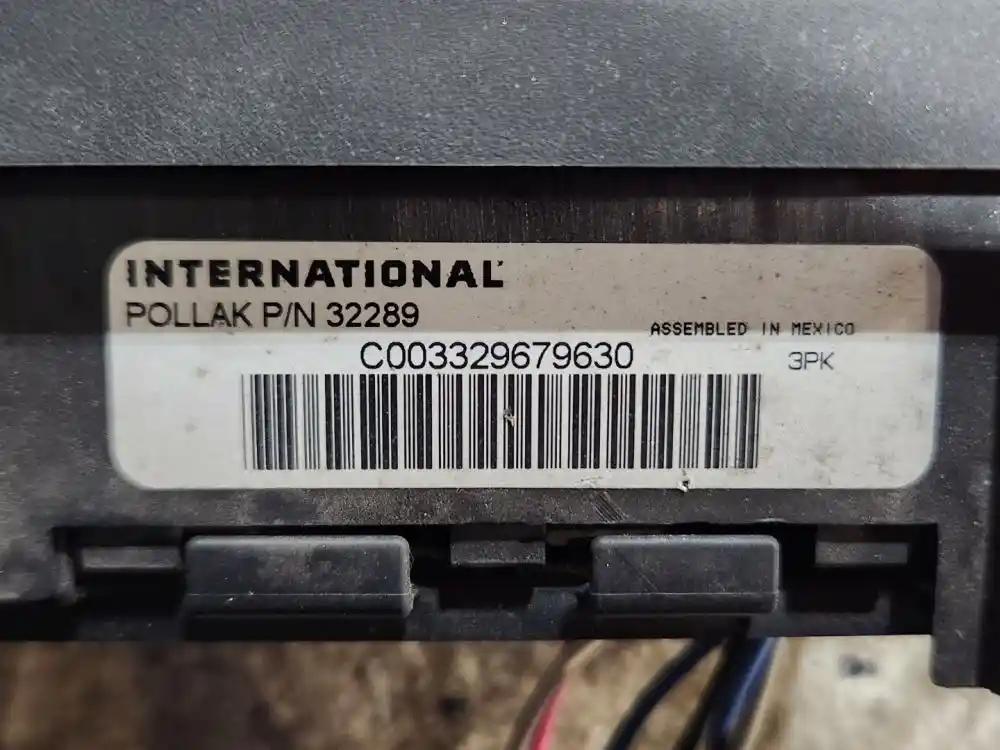 INTERNATIONAL
POLLAK P/N 32289
ASSEMBLED IN MEXICO
C003329679630
3PK